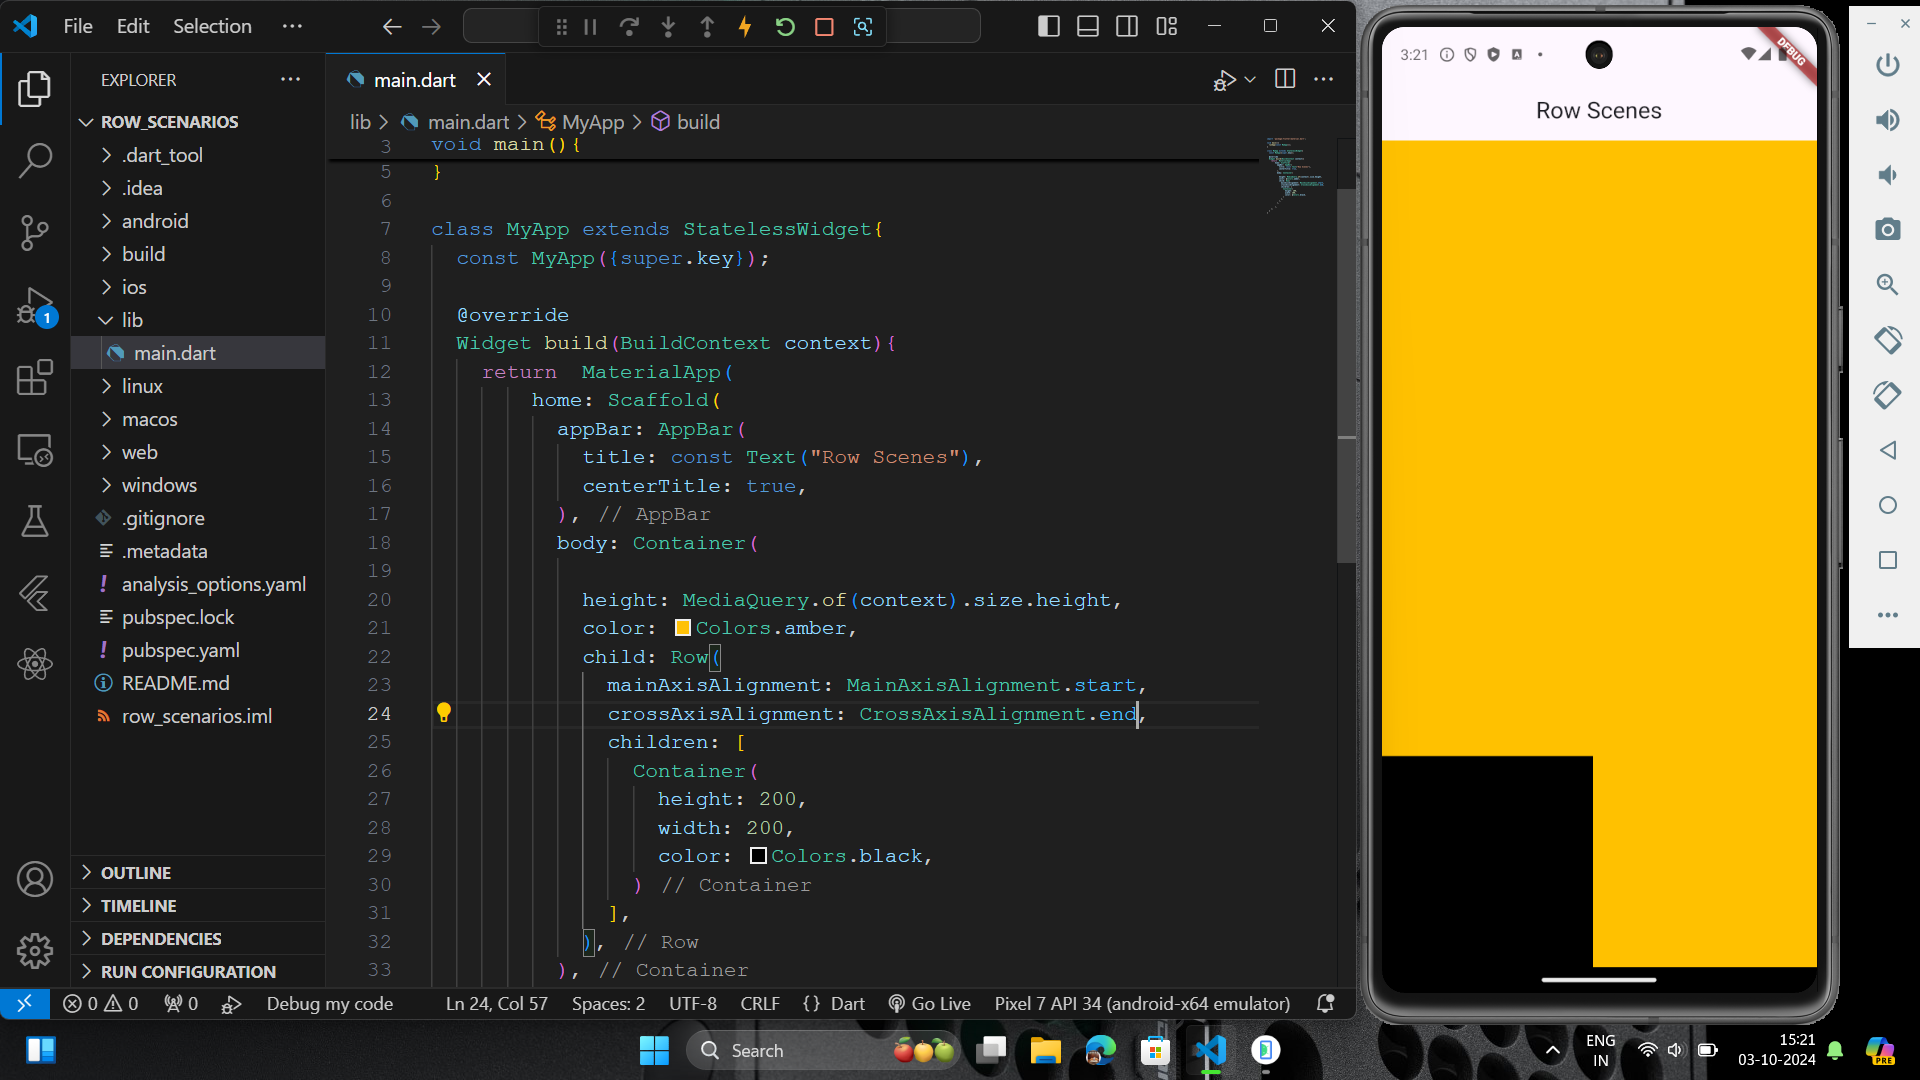 File Edit Selection ···
EXPLORER
ROW_SCENARIOS
.dart_tool
.idea
android
build
ios
lib
main.dart
linux
macos
web
windows
.gitignore
.metadata
analysis_options.yaml
pubspec.lock
pubspec.yaml
README.md
row_scenarios.iml
OUTLINE
TIMELINE
DEPENDENCIES
RUN CONFIGURATION
1
main.dart
lib > main.dart > MyApp > build
3 void main(){
5 }
6
7 class MyApp extends StatelessWidget{
8 const MyApp({super.key});
9
10 @override
11 Widget build(BuildContext context){
12 return MaterialApp(
13 home: Scaffold(
14 appBar: AppBar(
15 title: const Text("Row Scenes"),
16 centerTitle: true,
17 ), // AppBar
18 body: Container(
19
20 height: MediaQuery.of(context).size.height,
21 color: Colors.amber,
22 child: Row(
23 mainAxisAlignment: MainAxisAlignment.start,
24 crossAxisAlignment: CrossAxisAlignment.end,
25 children: [
26 Container(
27 height: 200,
28 width: 200,
29 color: Colors.black,
30 ) // Container
31 ],
32 ), // Row
33 ), // Container
0 0 0 Debug my code Ln 24, Col 57 Spaces: 2 UTF-8 CRLF {} Dart Go Live Pixel 7 API 34 (android-x64 emulator)
3:21
DEBUG
Row Scenes
Search
ENG
IN
15:21
03-10-2024
PRE